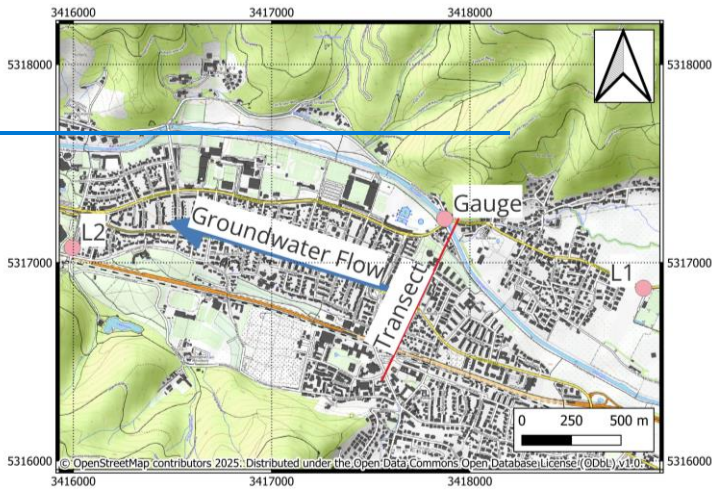 3416000 3417000 3418000
5318000 5318000
Gauge
Groundwater Flow
L2
L1
5317000 5317000
Transect
0 250 500 m
5316000 5316000
© OpenStreetMap contributors 2025. Distributed under the Open Data Commons Open Database License (ODbL) v1.0.
3416000 3417000 3418000